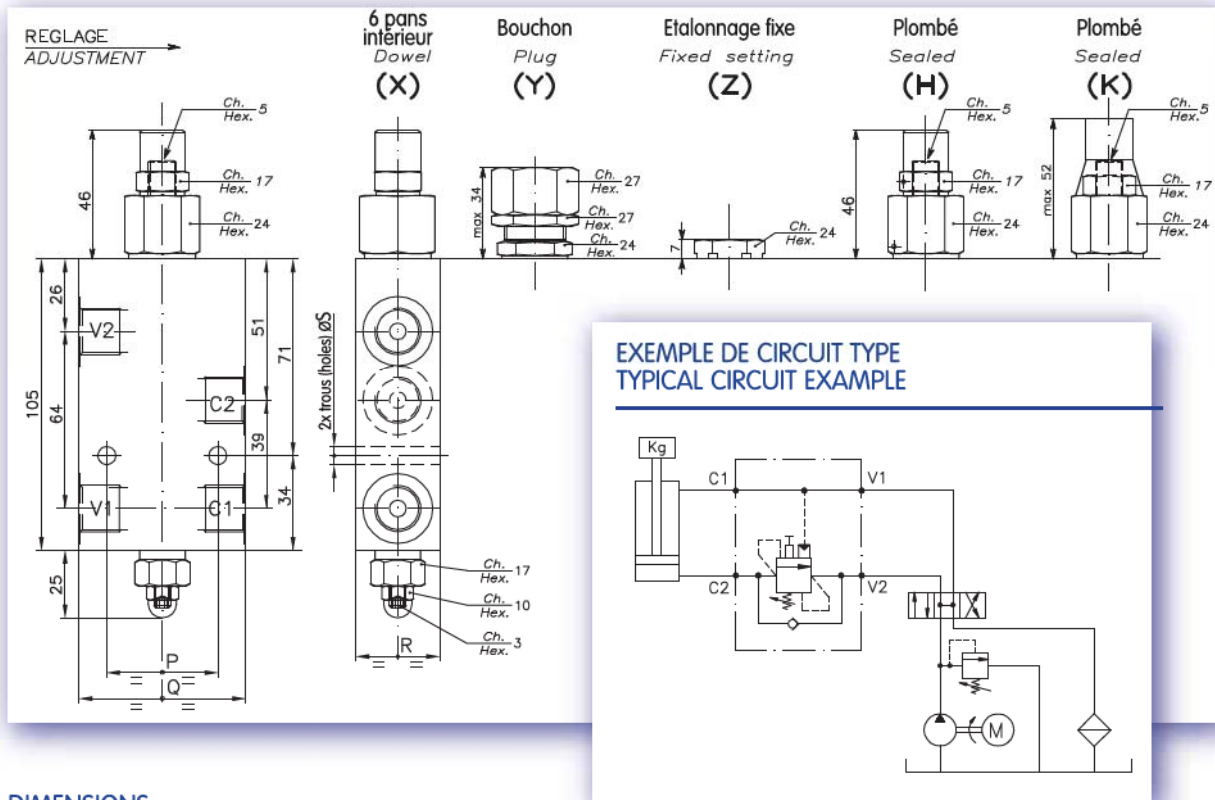 REGLAGE
ADJUSTMENT
6 pans
intérieur
Dowel
(X)
Bouchon
Plug
(Y)
Etalonnage fixe
Fixed setting
(Z)
Plombé
Sealed
(H)
Plombé
Sealed
(K)
Ch.
Hex. 5
Ch.
Hex. 17
Ch.
Hex. 24
46
max 34
Ch.
Hex. 27
Ch.
Hex. 27
Ch.
Hex. 24
7
Ch.
Hex. 24
46
Ch.
Hex. 5
Ch.
Hex. 17
Ch.
Hex. 24
max 52
Ch.
Hex. 5
Ch.
Hex. 17
Ch.
Hex. 24
26
V2
51
71
105
64
C2
39
34
V1
C1
25
P
Q
2x trous (holes) ØS
Ch.
Hex. 17
Ch.
Hex. 10
Ch.
Hex. 3
R
EXEMPLE DE CIRCUIT TYPE
TYPICAL CIRCUIT EXAMPLE
Kg
C1
V1
C2
V2
M
DIMENSIONS